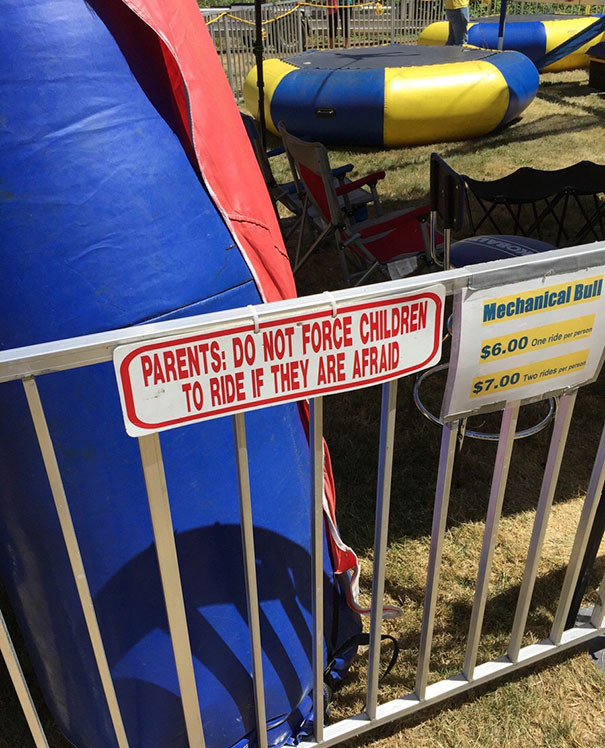 PARENTS: DO NOT FORCE CHILDREN
TO RIDE IF THEY ARE AFRAID
Mechanical Bull
$6.00 One ride per person
$7.00 Two rides per person